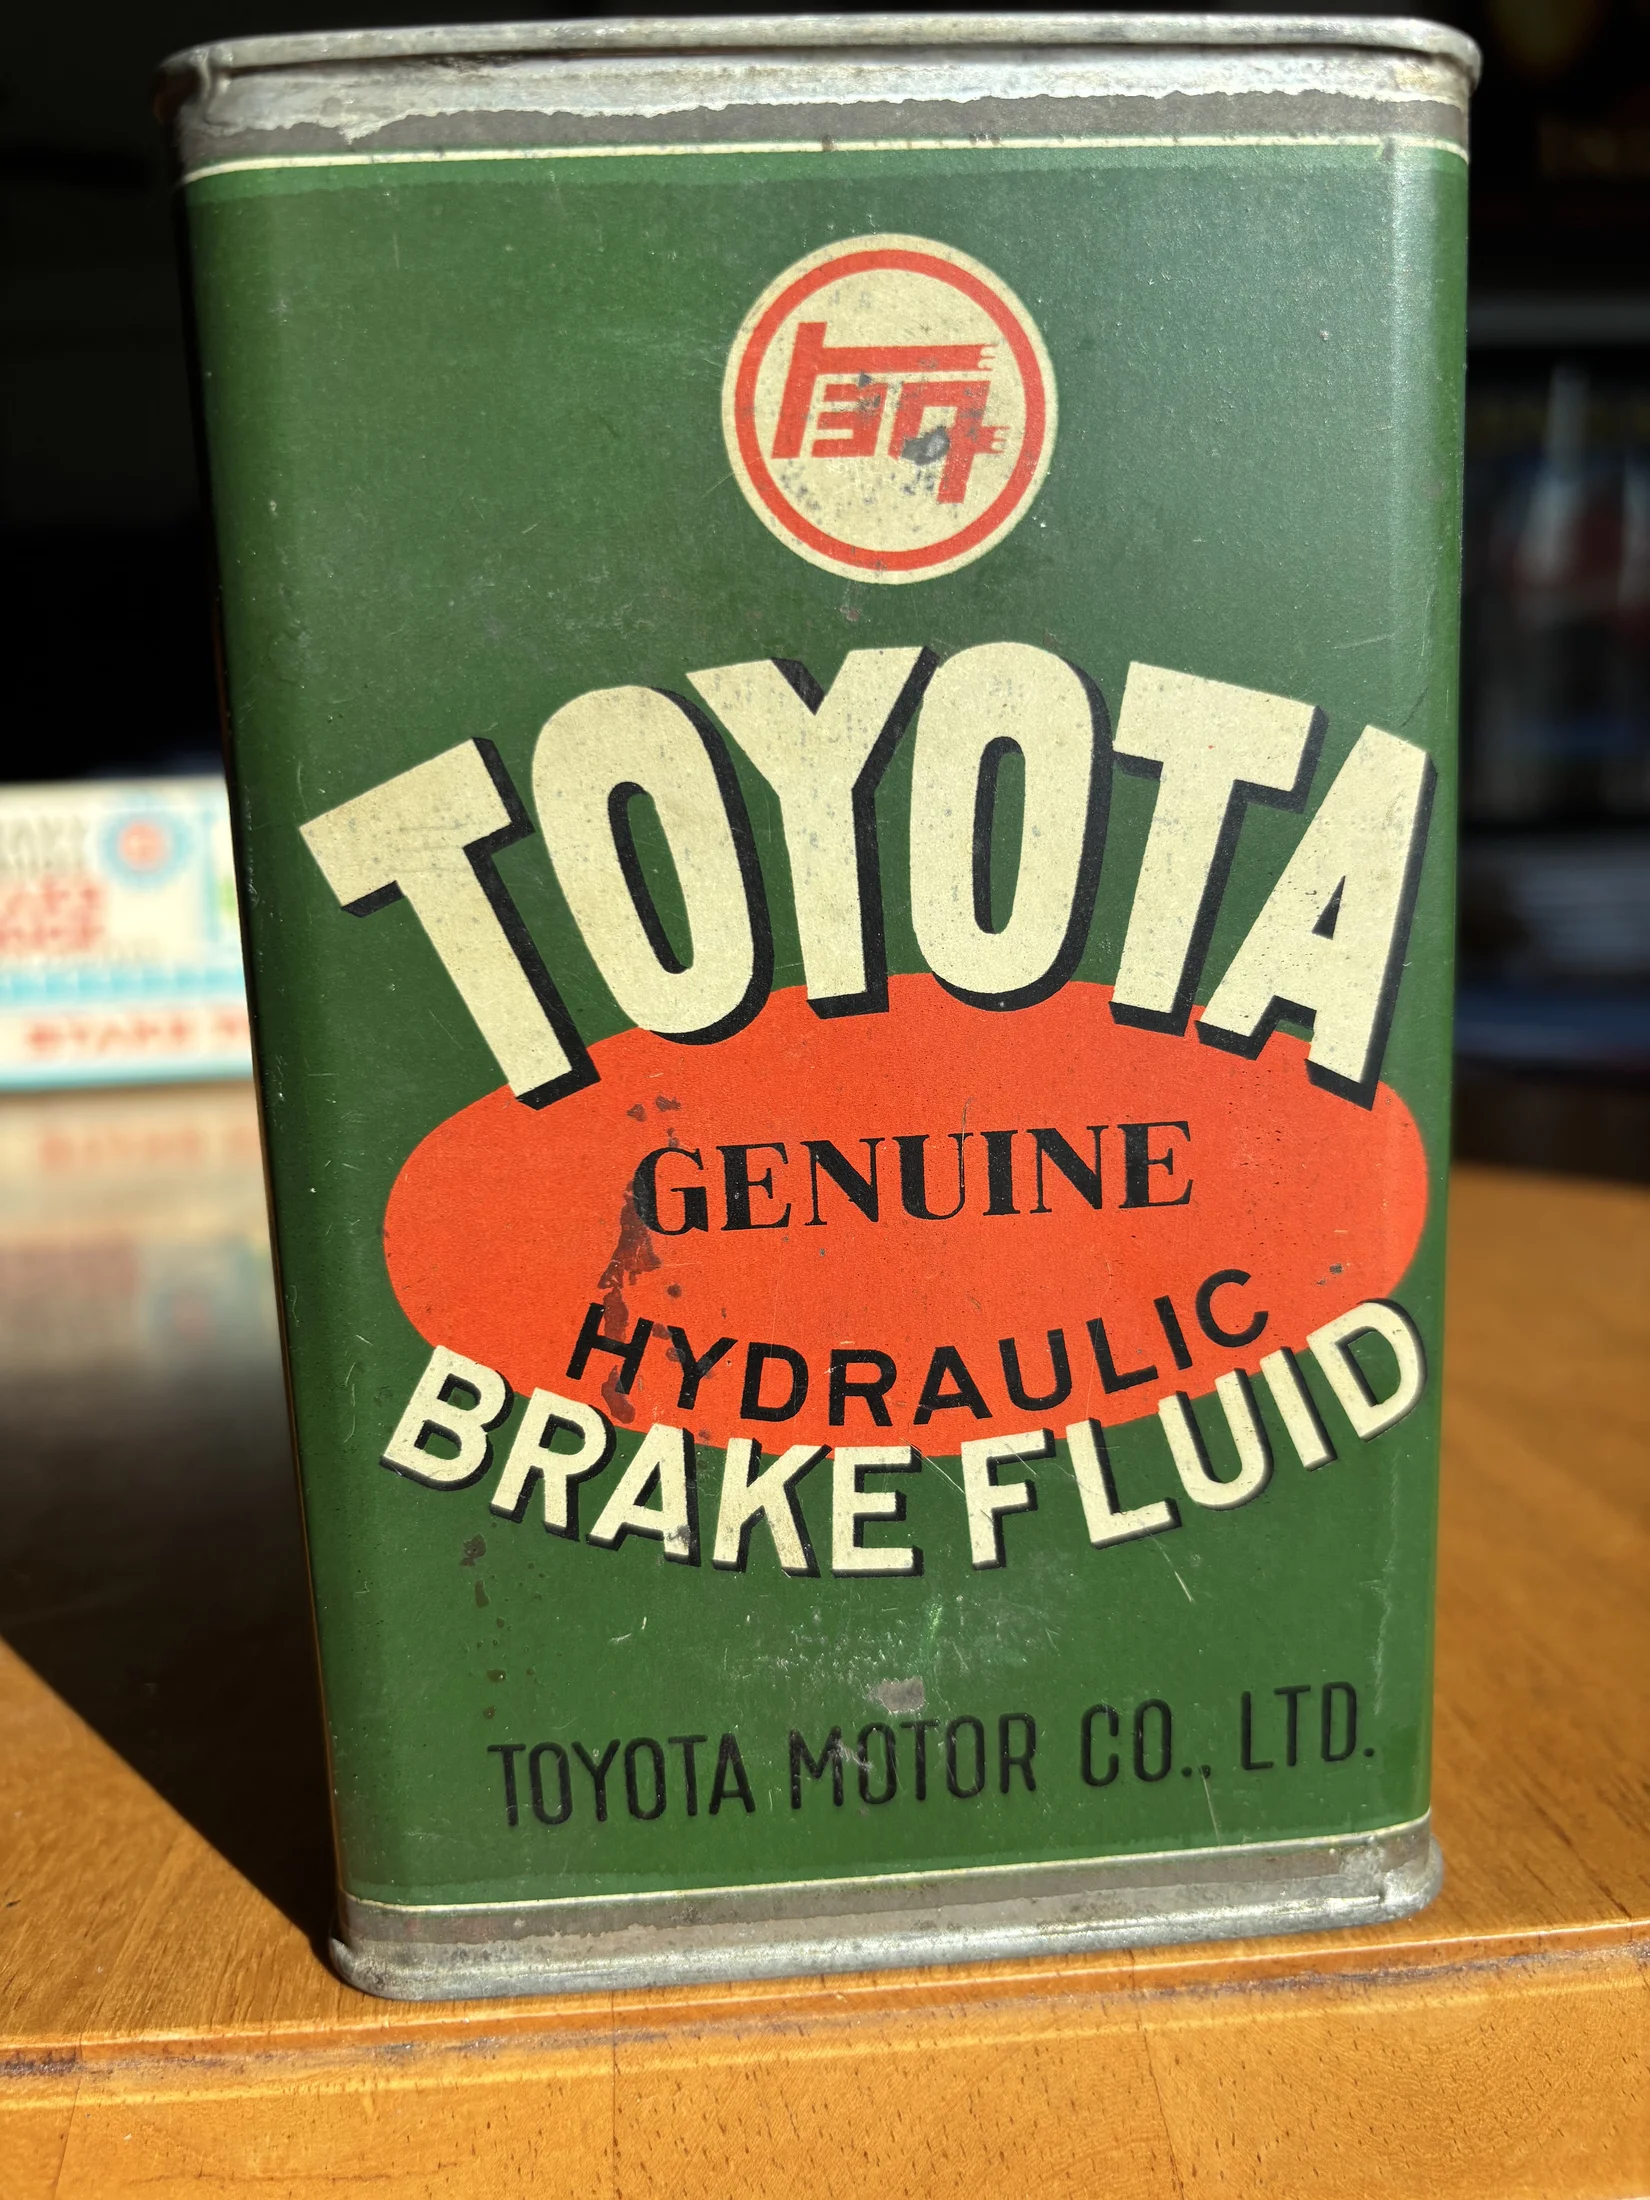 トヨタ
TOYOTA
GENUINE
HYDRAULIC
BRAKE FLUID
TOYOTA MOTOR CO., LTD.